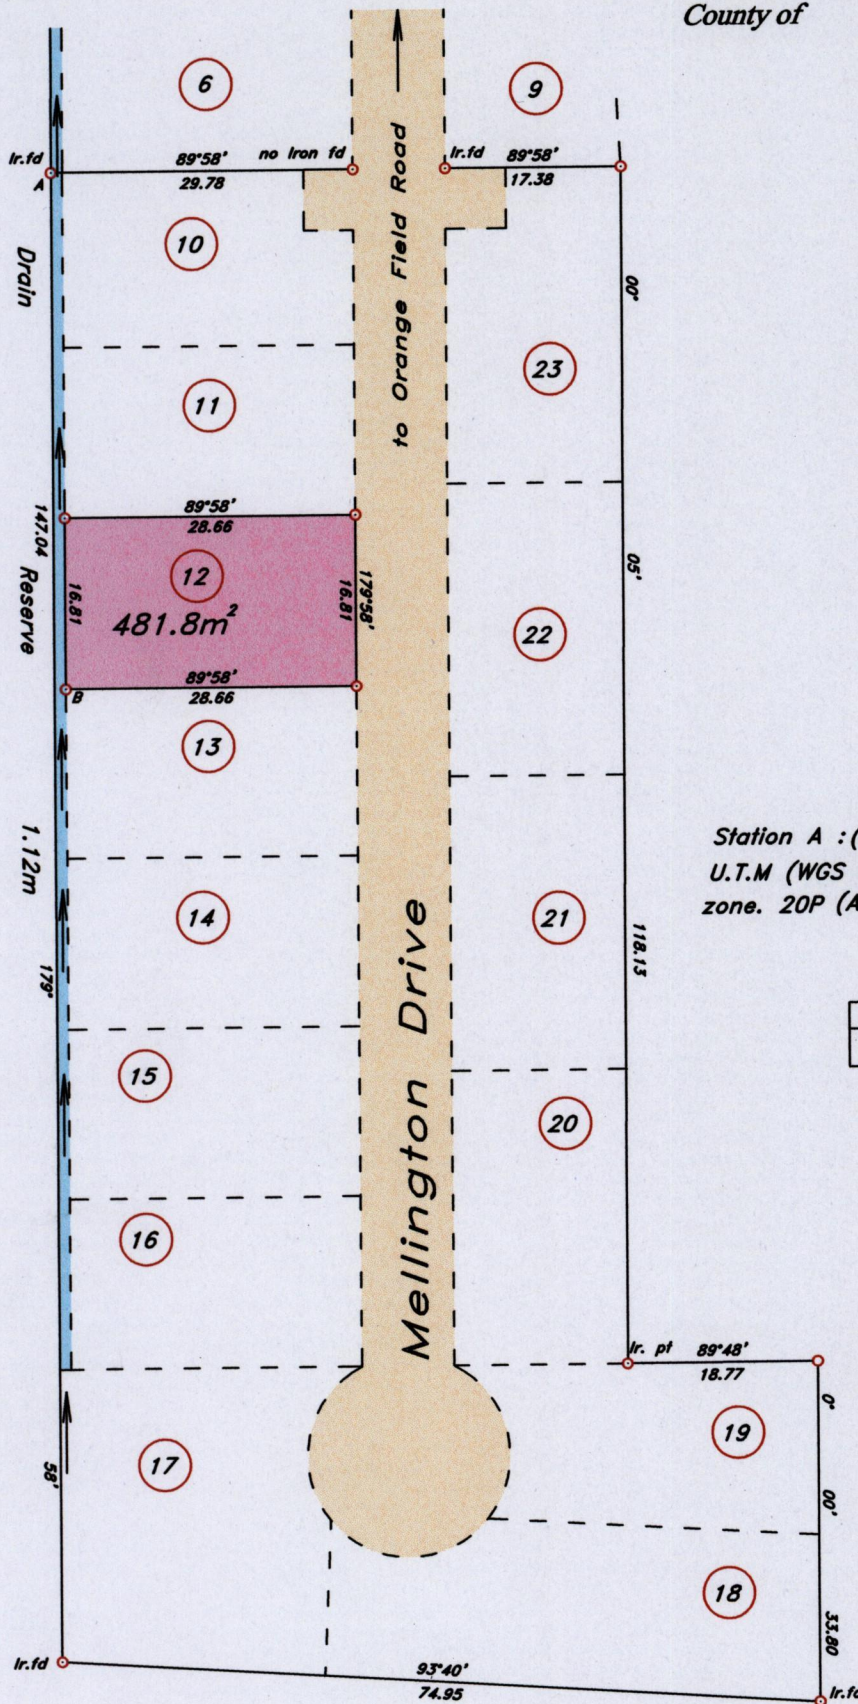 County of
6
9
Ir.fd
89°58'
no Iron fd
Ir.fd
89°58'
A
29.78
17.38
to Orange Field Road
10
Drain
00°
23
11
147.04
89°58'
28.66
05'
12
16.81
481.8m²
179°58'
16.81
Reserve
22
89°58'
B
28.66
13
1.12m
Station A :(
U.T.M (WGS
zone. 20P (A
14
21
118.13
179°
Mellington Drive
15
20
16
Ir. pt
89°48'
18.77
0°
19
17
58'
00'
18
33.80
Ir.fd
93°40'
74.95
Ir.fd